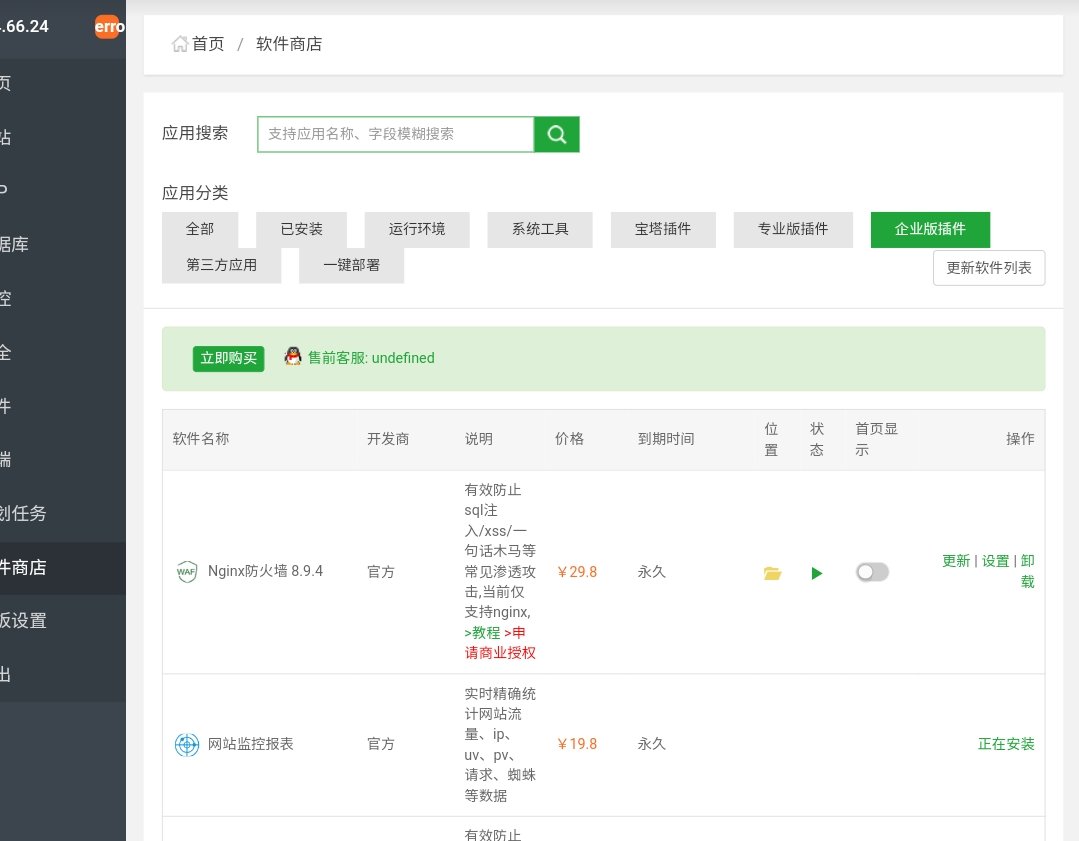 .66.24
erro
页
站
P
据库
控
全
件
端
划任务
件商店
板设置
出
首页 / 软件商店
应用搜索
支持应用名称、字段模糊搜索
应用分类
全部
已安装
运行环境
系统工具
宝塔插件
专业版插件
企业版插件
第三方应用
一键部署
更新软件列表
立即购买
售前客服: undefined
软件名称
开发商
说明
价格
到期时间
位
置
状
态
首页显
示
操作
WAF
Nginx防火墙 8.9.4
官方
有效防止
sql注
入/xss/一
句话木马等
常见渗透攻
击,当前仅
支持nginx,
>教程 >申
请商业授权
￥29.8
永久
更新 | 设置 | 卸
载
网站监控报表
官方
实时精确统
计网站流
量、ip、
uv、pv、
请求、蜘蛛
等数据
￥19.8
永久
正在安装
有效防止